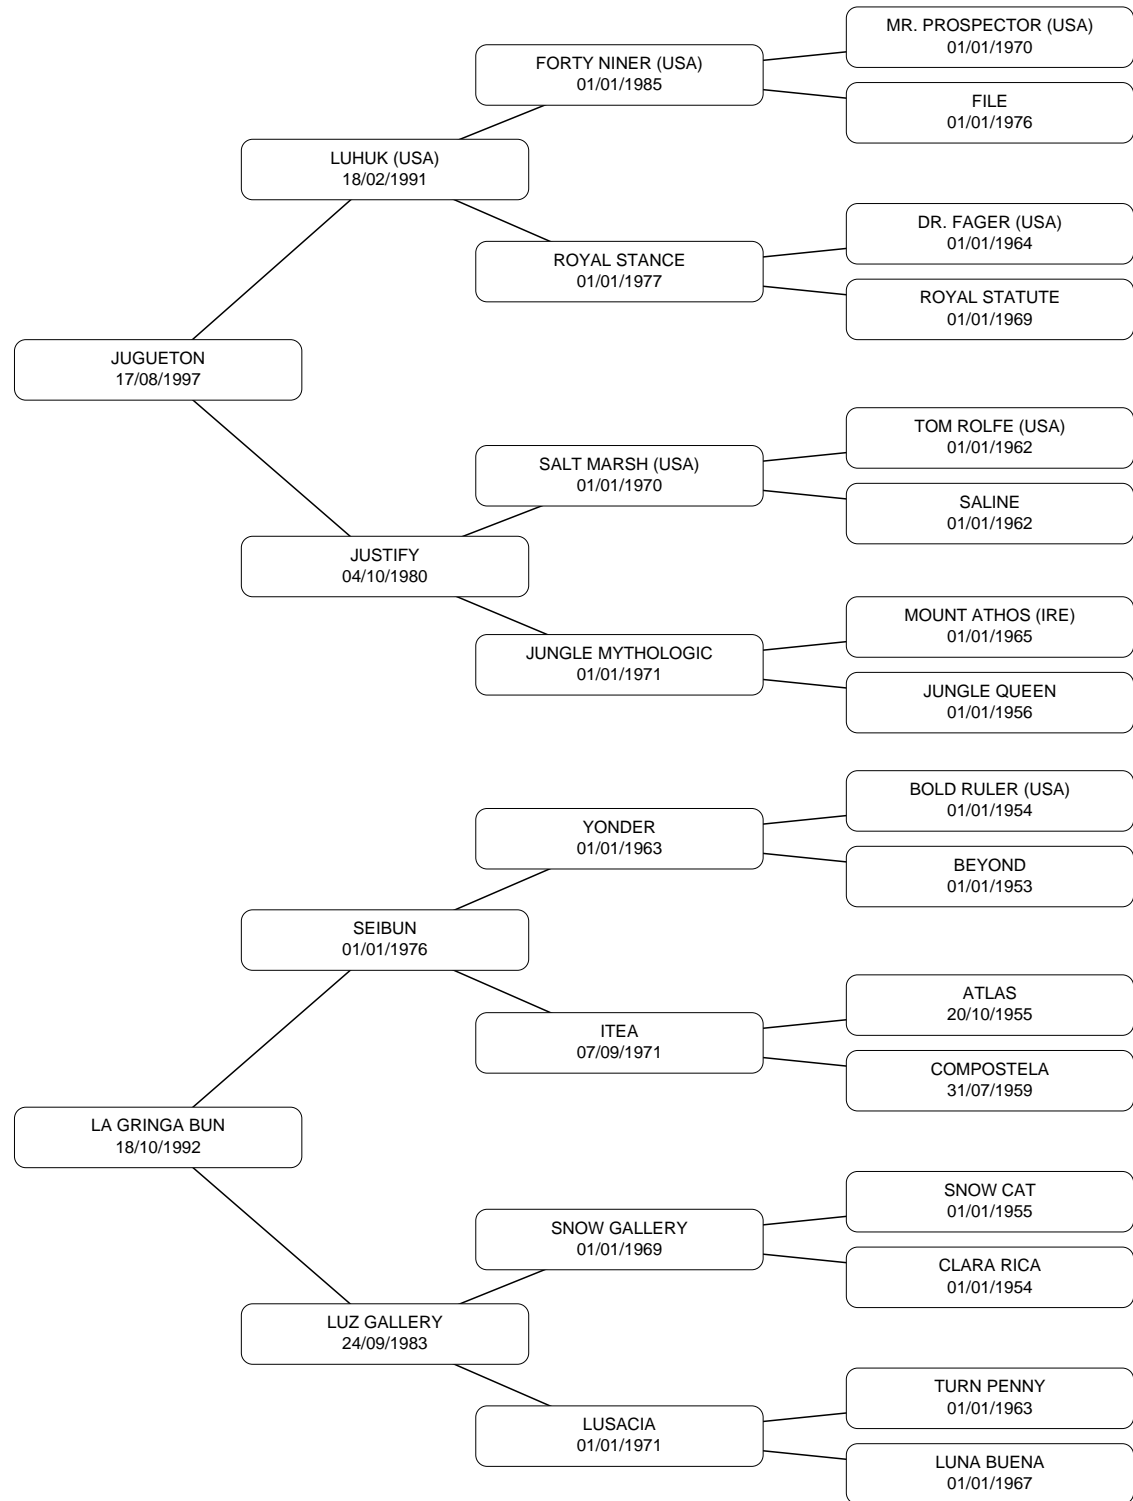 MR. PROSPECTOR (USA)
01/01/1970
FORTY NINER (USA)
01/01/1985
FILE
01/01/1976
LUHUK (USA)
18/02/1991
DR. FAGER (USA)
01/01/1964
ROYAL STANCE
01/01/1977
ROYAL STATUTE
01/01/1969
JUGUETON
17/08/1997
TOM ROLFE (USA)
01/01/1962
SALT MARSH (USA)
01/01/1970
SALINE
01/01/1962
JUSTIFY
04/10/1980
MOUNT ATHOS (IRE)
01/01/1965
JUNGLE MYTHOLOGIC
01/01/1971
JUNGLE QUEEN
01/01/1956
BOLD RULER (USA)
01/01/1954
YONDER
01/01/1963
BEYOND
01/01/1953
SEIBUN
01/01/1976
ATLAS
20/10/1955
ITEA
07/09/1971
COMPOSTELA
31/07/1959
LA GRINGA BUN
18/10/1992
SNOW CAT
01/01/1955
SNOW GALLERY
01/01/1969
CLARA RICA
01/01/1954
LUZ GALLERY
24/09/1983
TURN PENNY
01/01/1963
LUSACIA
01/01/1971
LUNA BUENA
01/01/1967